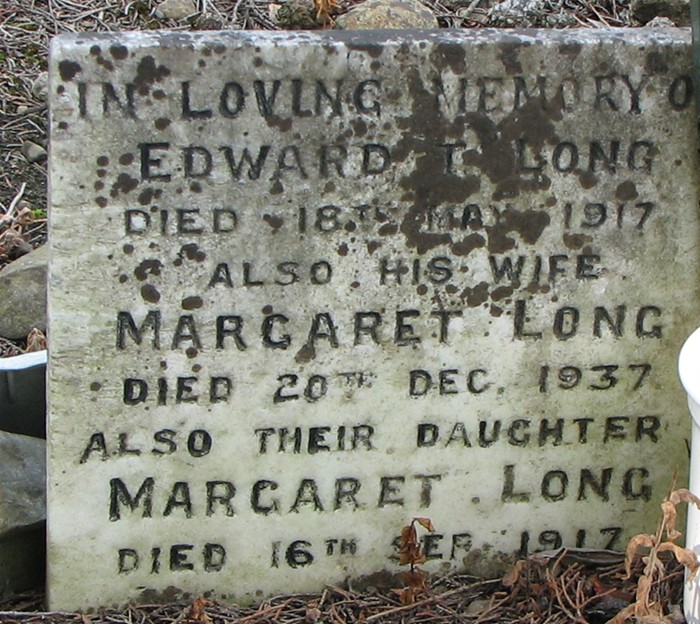 IN LOVING MEMORY O
EDWARD T. LONG
DIED 18TH MAY 1917
ALSO HIS WIFE
MARGARET LONG
DIED 20TH DEC. 1937
ALSO THEIR DAUGHTER
MARGARET LONG
DIED 16TH SEP. 1917